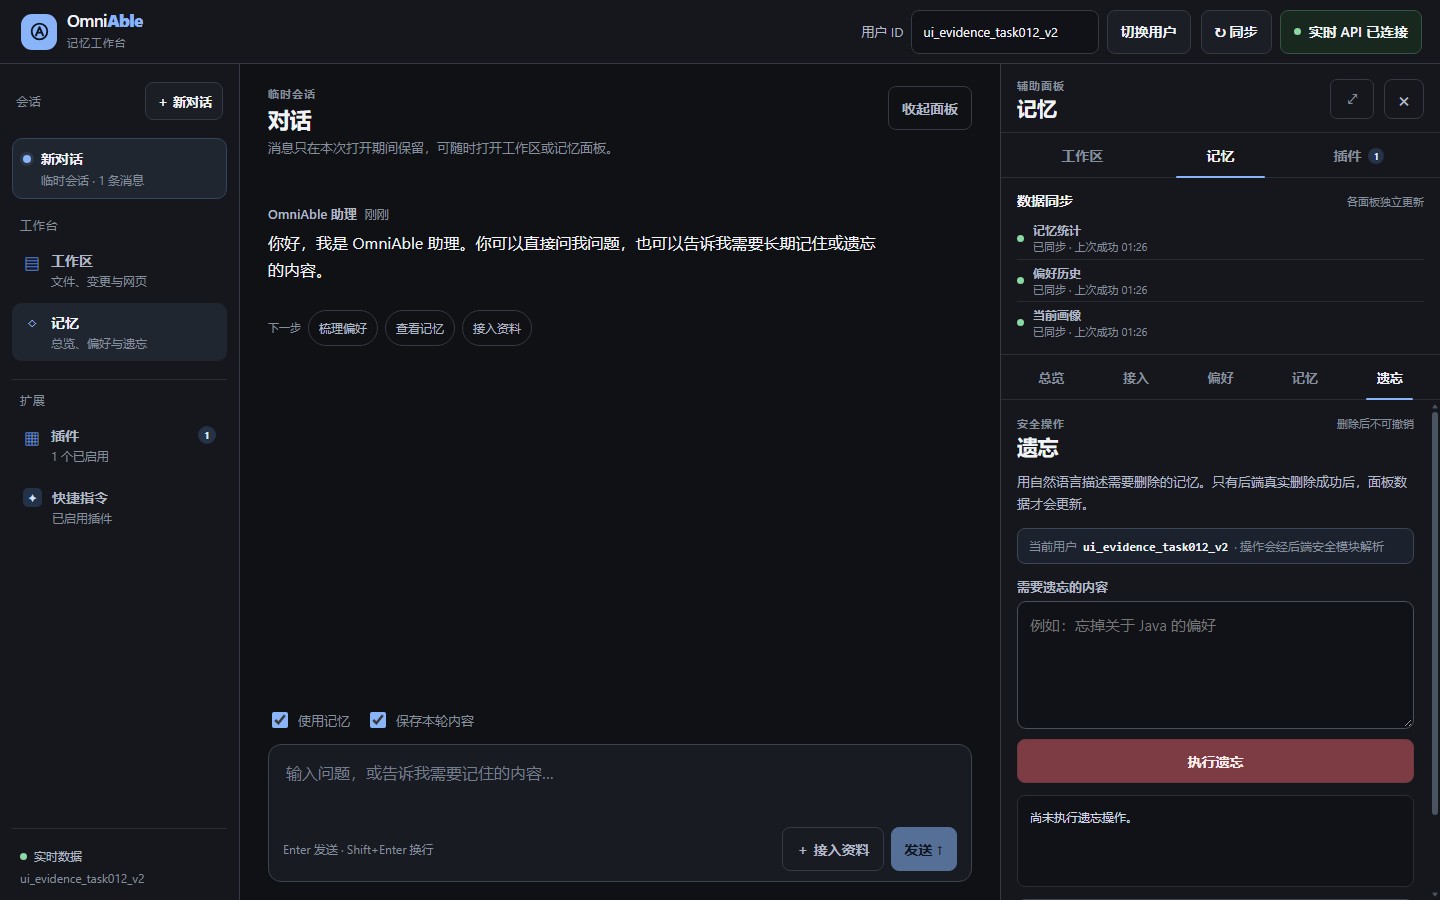 OmniAble
记忆工作台
用户 ID
ui_evidence_task012_v2
切换用户
↻ 同步
实时 API 已连接
会话
+ 新对话
新对话
临时会话 · 1 条消息
工作台
工作区
文件、变更与网页
记忆
总览、偏好与遗忘
扩展
插件
1
1 个已启用
快捷指令
已启用插件
实时数据
ui_evidence_task012_v2
临时会话
对话
消息只在本次打开期间保留，可随时打开工作区或记忆面板。
收起面板
OmniAble 助理 刚刚
你好，我是 OmniAble 助理。你可以直接问我问题，也可以告诉我需要长期记住或遗忘
的内容。
下一步
梳理偏好
查看记忆
接入资料
使用记忆
保存本轮内容
输入问题，或告诉我需要记住的内容...
Enter 发送 · Shift+Enter 换行
+ 接入资料
发送 ↑
辅助面板
记忆
工作区
记忆
插件 1
数据同步
各面板独立更新
记忆统计
已同步 · 上次成功 01:26
偏好历史
已同步 · 上次成功 01:26
当前画像
已同步 · 上次成功 01:26
总览
接入
偏好
记忆
遗忘
安全操作
删除后不可撤销
遗忘
用自然语言描述需要删除的记忆。只有后端真实删除成功后，面板数
据才会更新。
当前用户 ui_evidence_task012_v2 · 操作会经后端安全模块解析
需要遗忘的内容
例如：忘掉关于 Java 的偏好
执行遗忘
尚未执行遗忘操作。